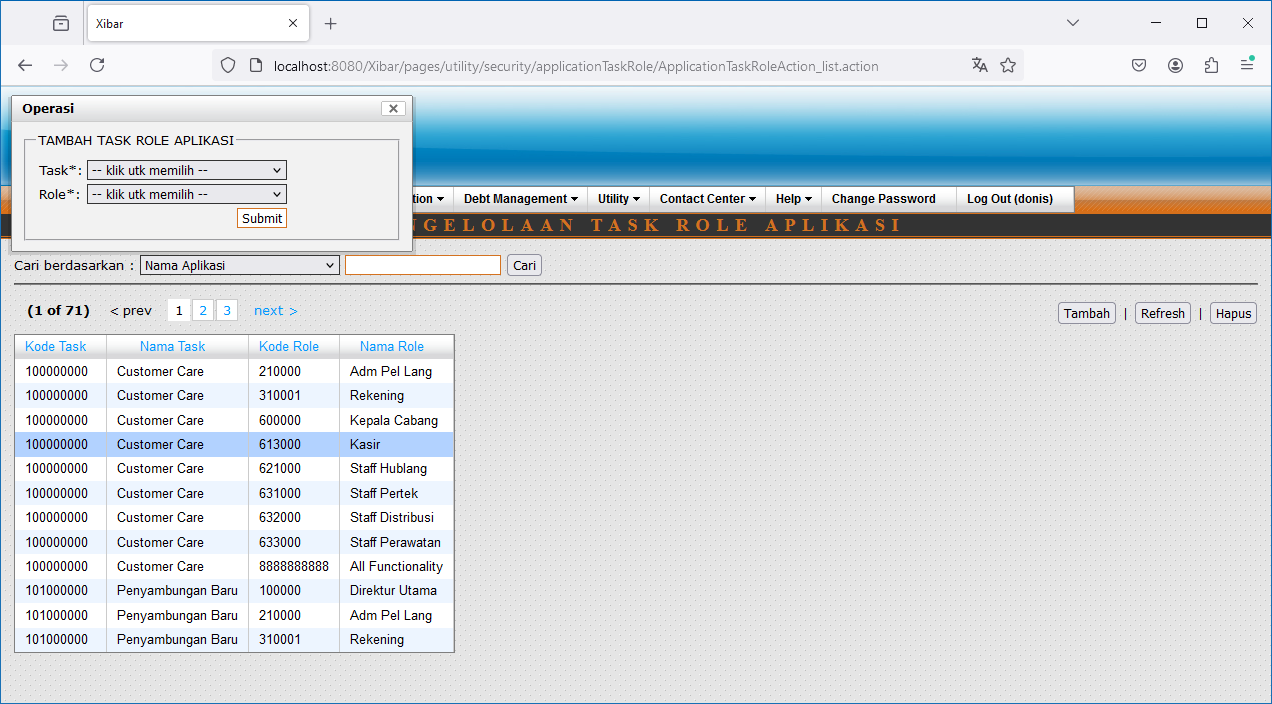 Xibar
localhost:8080/Xibar/pages/utility/security/applicationTaskRole/ApplicationTaskRoleAction_list.action
Operasi
TAMBAH TASK ROLE APLIKASI
Task*: -- klik utk memilih --
Role*: -- klik utk memilih --
Submit
tion Debt Management Utility Contact Center Help Change Password Log Out (donis)
NGELOLAAN TASK ROLE APLIKASI
Cari berdasarkan : Nama Aplikasi Cari
(1 of 71) < prev 1 2 3 next > Tambah | Refresh | Hapus
Kode Task Nama Task Kode Role Nama Role
100000000 Customer Care 210000 Adm Pel Lang
100000000 Customer Care 310001 Rekening
100000000 Customer Care 600000 Kepala Cabang
100000000 Customer Care 613000 Kasir
100000000 Customer Care 621000 Staff Hublang
100000000 Customer Care 631000 Staff Pertek
100000000 Customer Care 632000 Staff Distribusi
100000000 Customer Care 633000 Staff Perawatan
100000000 Customer Care 8888888888 All Functionality
101000000 Penyambungan Baru 100000 Direktur Utama
101000000 Penyambungan Baru 210000 Adm Pel Lang
101000000 Penyambungan Baru 310001 Rekening